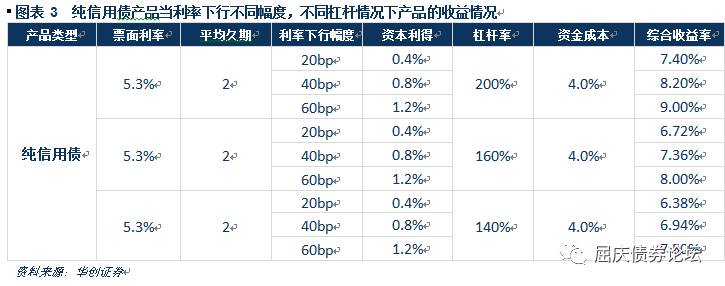 图表 3 纯信用债产品当利率下行不同幅度，不同杠杆情况下产品的收益情况
产品类型 票面利率 平均久期 利率下行幅度 资本利得 杠杆率 资金成本 综合收益率
20bp 0.4% 7.40%
5.3% 2 40bp 0.8% 200% 4.0% 8.20%
60bp 1.2% 9.00%
20bp 0.4% 6.72%
纯信用债 5.3% 2 40bp 0.8% 160% 4.0% 7.36%
60bp 1.2% 8.00%
20bp 0.4% 6.38%
5.3% 2 40bp 0.8% 140% 4.0% 6.94%
60bp 1.2%
屈庆债券论坛
资料来源：华创证券